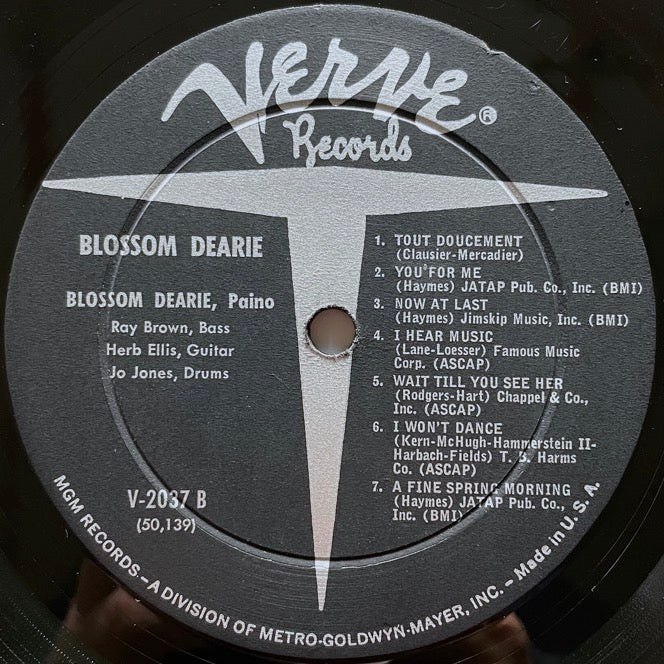 Verve®
Records
BLOSSOM DEARIE
BLOSSOM DEARIE, Paino
Ray Brown, Bass
Herb Ellis, Guitar
Jo Jones, Drums
V-2037 B
(50,139)
1. TOUT DOUCEMENT
(Clausier-Mercadier)
2. YOU'FOR ME
(Haymes) JATAP Pub. Co., Inc. (BMI)
3. NOW AT LAST
(Haymes) Jimskip Music, Inc. (BMI)
4. I HEAR MUSIC
(Lane-Loesser) Famous Music
Corp. (ASCAP)
5. WAIT TILL YOU SEE HER
(Rodgers-Hart) Chappel & Co.,
Inc. (ASCAP)
6. I WON'T DANCE
(Kern-McHugh-Hammerstein II-
Harbach-Fields) T. B. Harms
Co. (ASCAP)
7. A FINE SPRING MORNING
(Haymes) JATAP Pub. Co.,
Inc. (BMI)
MGM RECORDS – A DIVISION OF METRO-GOLDWYN-MAYER, INC. – Made in U. S. A.